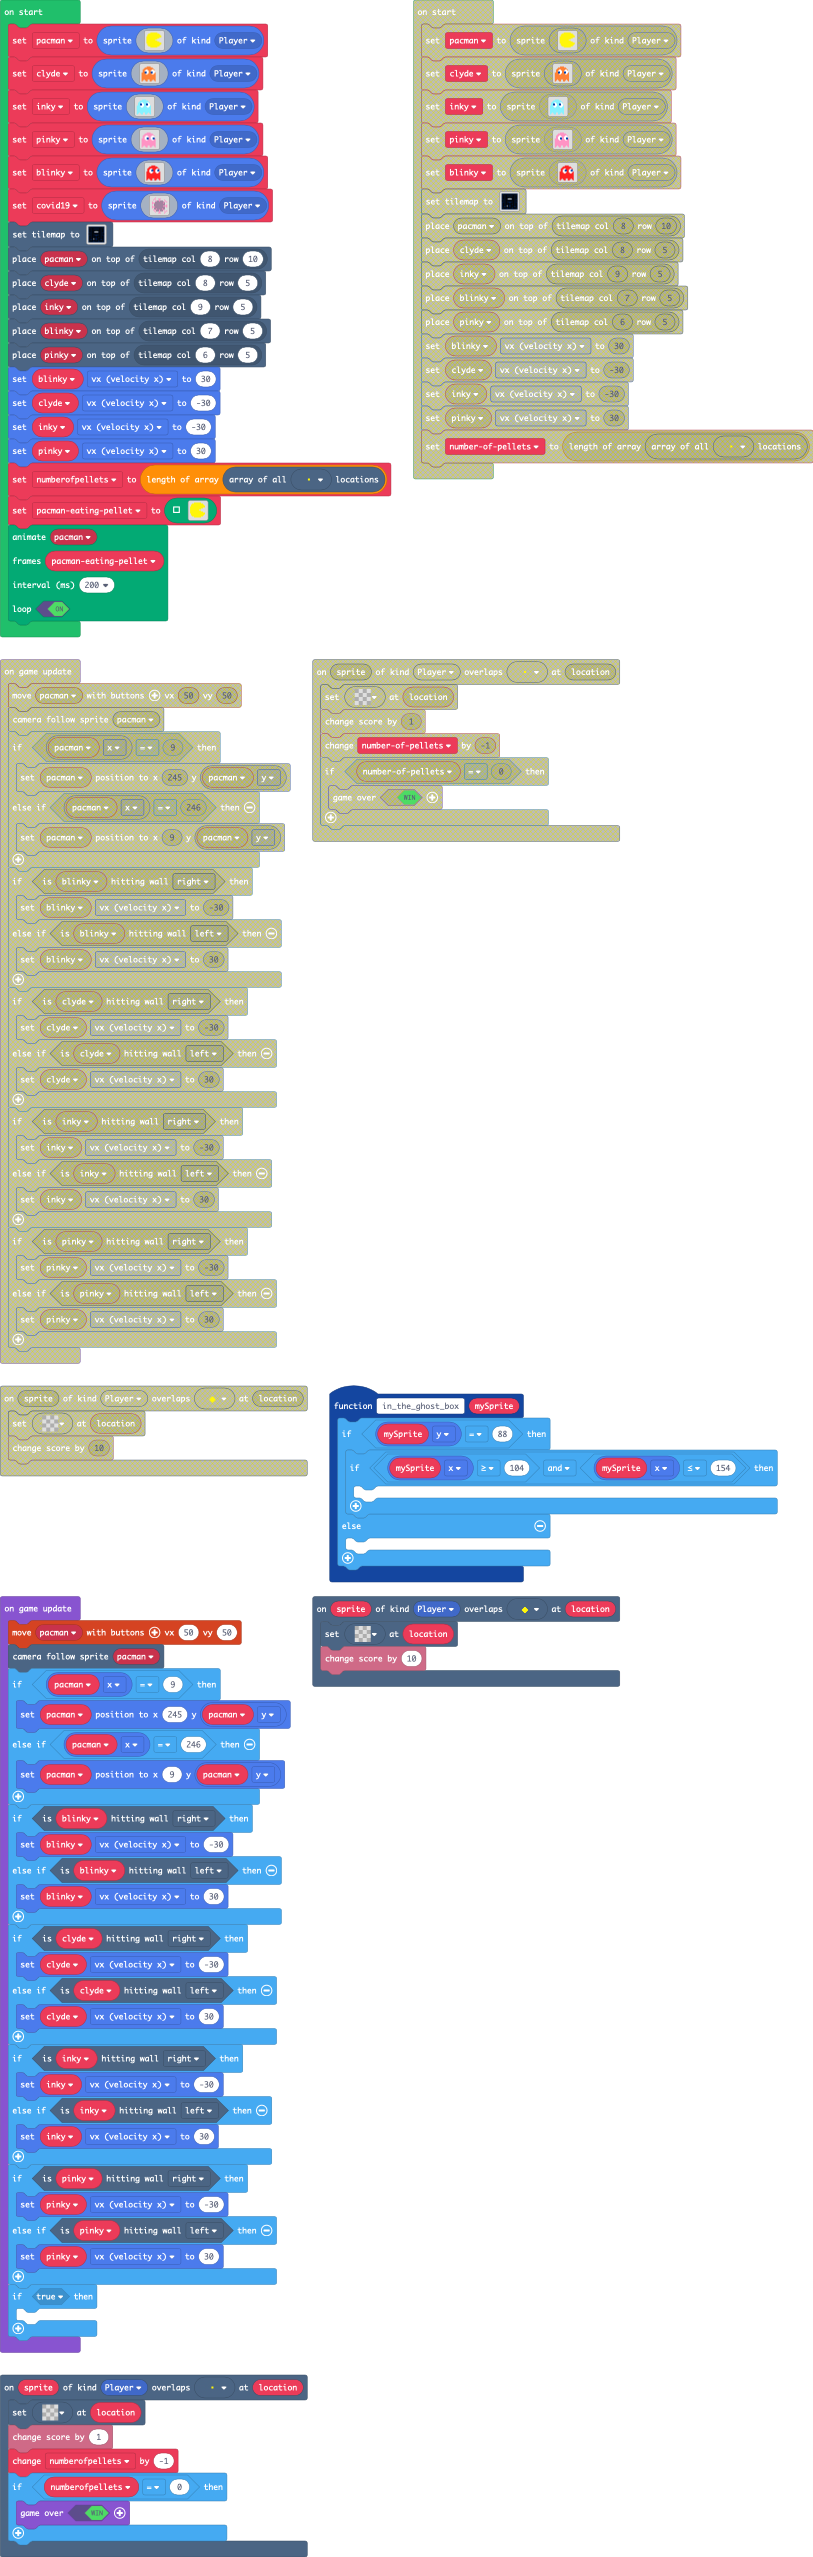 on start
set pacman to sprite of kind Player
set clyde to sprite of kind Player
set inky to sprite of kind Player
set pinky to sprite of kind Player
set blinky to sprite of kind Player
set covid19 to sprite of kind Player
set tilemap to
place pacman on top of tilemap col 8 row 10
place clyde on top of tilemap col 8 row 5
place inky on top of tilemap col 9 row 5
place blinky on top of tilemap col 7 row 5
place pinky on top of tilemap col 6 row 5
set blinky vx (velocity x) to 30
set clyde vx (velocity x) to -30
set inky vx (velocity x) to -30
set pinky vx (velocity x) to 30
set numberofpellets to length of array array of all locations
set pacman-eating-pellet to
animate pacman
frames pacman-eating-pellet
interval (ms) 200
loop ON
on start
set pacman to sprite of kind Player
set clyde to sprite of kind Player
set inky to sprite of kind Player
set pinky to sprite of kind Player
set blinky to sprite of kind Player
set tilemap to
place pacman on top of tilemap col 8 row 10
place clyde on top of tilemap col 8 row 5
place inky on top of tilemap col 9 row 5
place blinky on top of tilemap col 7 row 5
place pinky on top of tilemap col 6 row 5
set blinky vx (velocity x) to 30
set clyde vx (velocity x) to -30
set inky vx (velocity x) to -30
set pinky vx (velocity x) to 30
set number-of-pellets to length of array array of all locations
on game update
move pacman with buttons vx 50 vy 50
camera follow sprite pacman
if pacman x = 9 then
set pacman position to x 245 y pacman y
else if pacman x = 246 then
set pacman position to x 9 y pacman y
if is blinky hitting wall right then
set blinky vx (velocity x) to -30
else if is blinky hitting wall left then
set blinky vx (velocity x) to 30
if is clyde hitting wall right then
set clyde vx (velocity x) to -30
else if is clyde hitting wall left then
set clyde vx (velocity x) to 30
if is inky hitting wall right then
set inky vx (velocity x) to -30
else if is inky hitting wall left then
set inky vx (velocity x) to 30
if is pinky hitting wall right then
set pinky vx (velocity x) to -30
else if is pinky hitting wall left then
set pinky vx (velocity x) to 30
on sprite of kind Player overlaps at location
set at location
change score by 1
change number-of-pellets by -1
if number-of-pellets = 0 then
game over WIN
on sprite of kind Player overlaps at location
set at location
change score by 10
function in_the_ghost_box mySprite
if mySprite y = 88 then
if mySprite x ≥ 104 and mySprite x ≤ 154 then
else
on game update
move pacman with buttons vx 50 vy 50
camera follow sprite pacman
if pacman x = 9 then
set pacman position to x 245 y pacman y
else if pacman x = 246 then
set pacman position to x 9 y pacman y
if is blinky hitting wall right then
set blinky vx (velocity x) to -30
else if is blinky hitting wall left then
set blinky vx (velocity x) to 30
if is clyde hitting wall right then
set clyde vx (velocity x) to -30
else if is clyde hitting wall left then
set clyde vx (velocity x) to 30
if is inky hitting wall right then
set inky vx (velocity x) to -30
else if is inky hitting wall left then
set inky vx (velocity x) to 30
if is pinky hitting wall right then
set pinky vx (velocity x) to -30
else if is pinky hitting wall left then
set pinky vx (velocity x) to 30
if true then
on sprite of kind Player overlaps at location
set at location
change score by 10
on sprite of kind Player overlaps at location
set at location
change score by 1
change numberofpellets by -1
if numberofpellets = 0 then
game over WIN